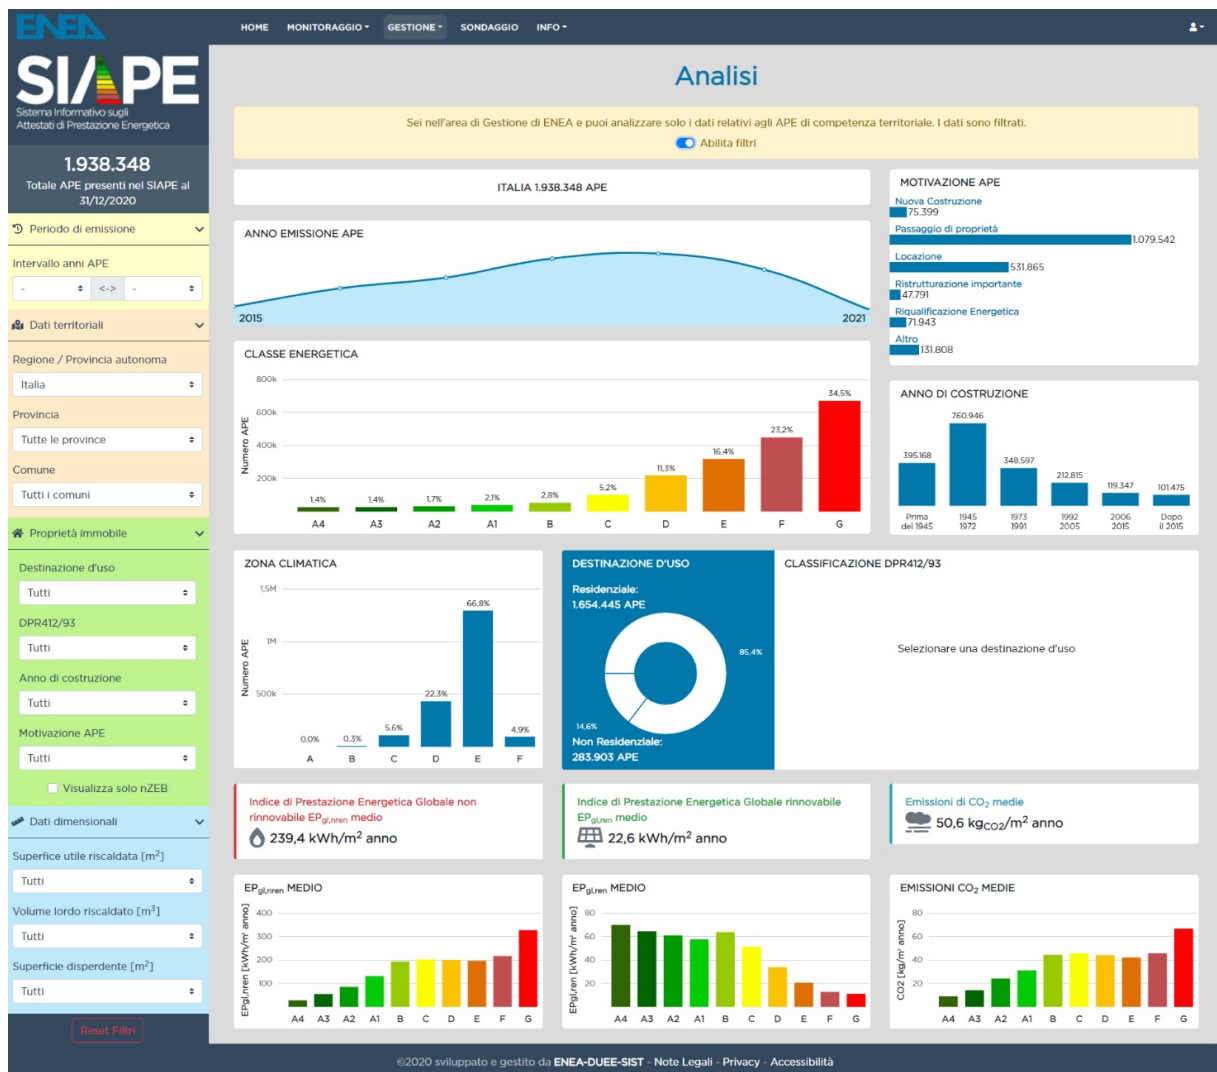 ENEA
HOME
MONITORAGGIO
GESTIONE
SONDAGGIO
INFO
SIAPE
Sistema Informativo sugli
Attestati di Prestazione Energetica
1.938.348
Totale APE presenti nel SIAPE al
31/12/2020
Periodo di emissione
Intervallo anni APE
-
<->
-
Dati territoriali
Regione / Provincia autonoma
Italia
Provincia
Tutte le province
Comune
Tutti i comuni
Proprietà immobile
Destinazione d'uso
Tutti
DPR412/93
Tutti
Anno di costruzione
Tutti
Motivazione APE
Tutti
Visualizza solo nZEB
Dati dimensionali
Superfice utile riscaldata [m²]
Tutti
Volume lordo riscaldato [m³]
Tutti
Superficie disperdente [m²]
Tutti
Reset Filtri
Analisi
Sei nell'area di Gestione di ENEA e puoi analizzare solo i dati relativi agli APE di competenza territoriale. I dati sono filtrati.
Abilita filtri
ITALIA 1.938.348 APE
ANNO EMISSIONE APE
2015
2021
MOTIVAZIONE APE
Nuova Costruzione
75.399
Passaggio di proprietà
1.079.542
Locazione
531.865
Ristrutturazione importante
47.791
Riqualificazione Energetica
71.943
Altro
131.808
CLASSE ENERGETICA
Numero APE
800k
600k
400k
200k
1,4%
1,4%
1,7%
2,1%
2,8%
5,2%
11,3%
16,4%
23,2%
34,5%
A4
A3
A2
A1
B
C
D
E
F
G
ANNO DI COSTRUZIONE
395.168
760.946
348.597
212.815
119.347
101.475
Prima
del 1945
1945
1972
1973
1991
1992
2005
2006
2015
Dopo
il 2015
ZONA CLIMATICA
Numero APE
1,5M
1M
500k
0,0%
0,3%
5,6%
22,3%
66,8%
4,9%
A
B
C
D
E
F
DESTINAZIONE D'USO
Residenziale:
1.654.445 APE
85,4%
14,6%
Non Residenziale:
283.903 APE
CLASSIFICAZIONE DPR412/93
Selezionare una destinazione d'uso
Indice di Prestazione Energetica Globale non
rinnovabile EPgl,nren medio
239,4 kWh/m² anno
Indice di Prestazione Energetica Globale rinnovabile
EPgl,ren medio
22,6 kWh/m² anno
Emissioni di CO₂ medie
50,6 kgCO2/m² anno
EPgl,nren MEDIO
EPgl,nren [kWh/m² anno]
400
300
200
100
A4
A3
A2
A1
B
C
D
E
F
G
EPgl,ren MEDIO
EPgl,ren [kWh/m² anno]
80
60
40
20
A4
A3
A2
A1
B
C
D
E
F
G
EMISSIONI CO₂ MEDIE
CO2 [kg/m² anno]
80
60
40
20
A4
A3
A2
A1
B
C
D
E
F
G
©2020 sviluppato e gestito da ENEA-DUEE-SIST - Note Legali - Privacy - Accessibilità